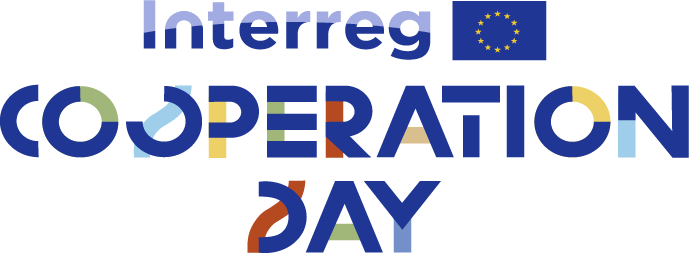 Interreg
COOPERATION
DAY